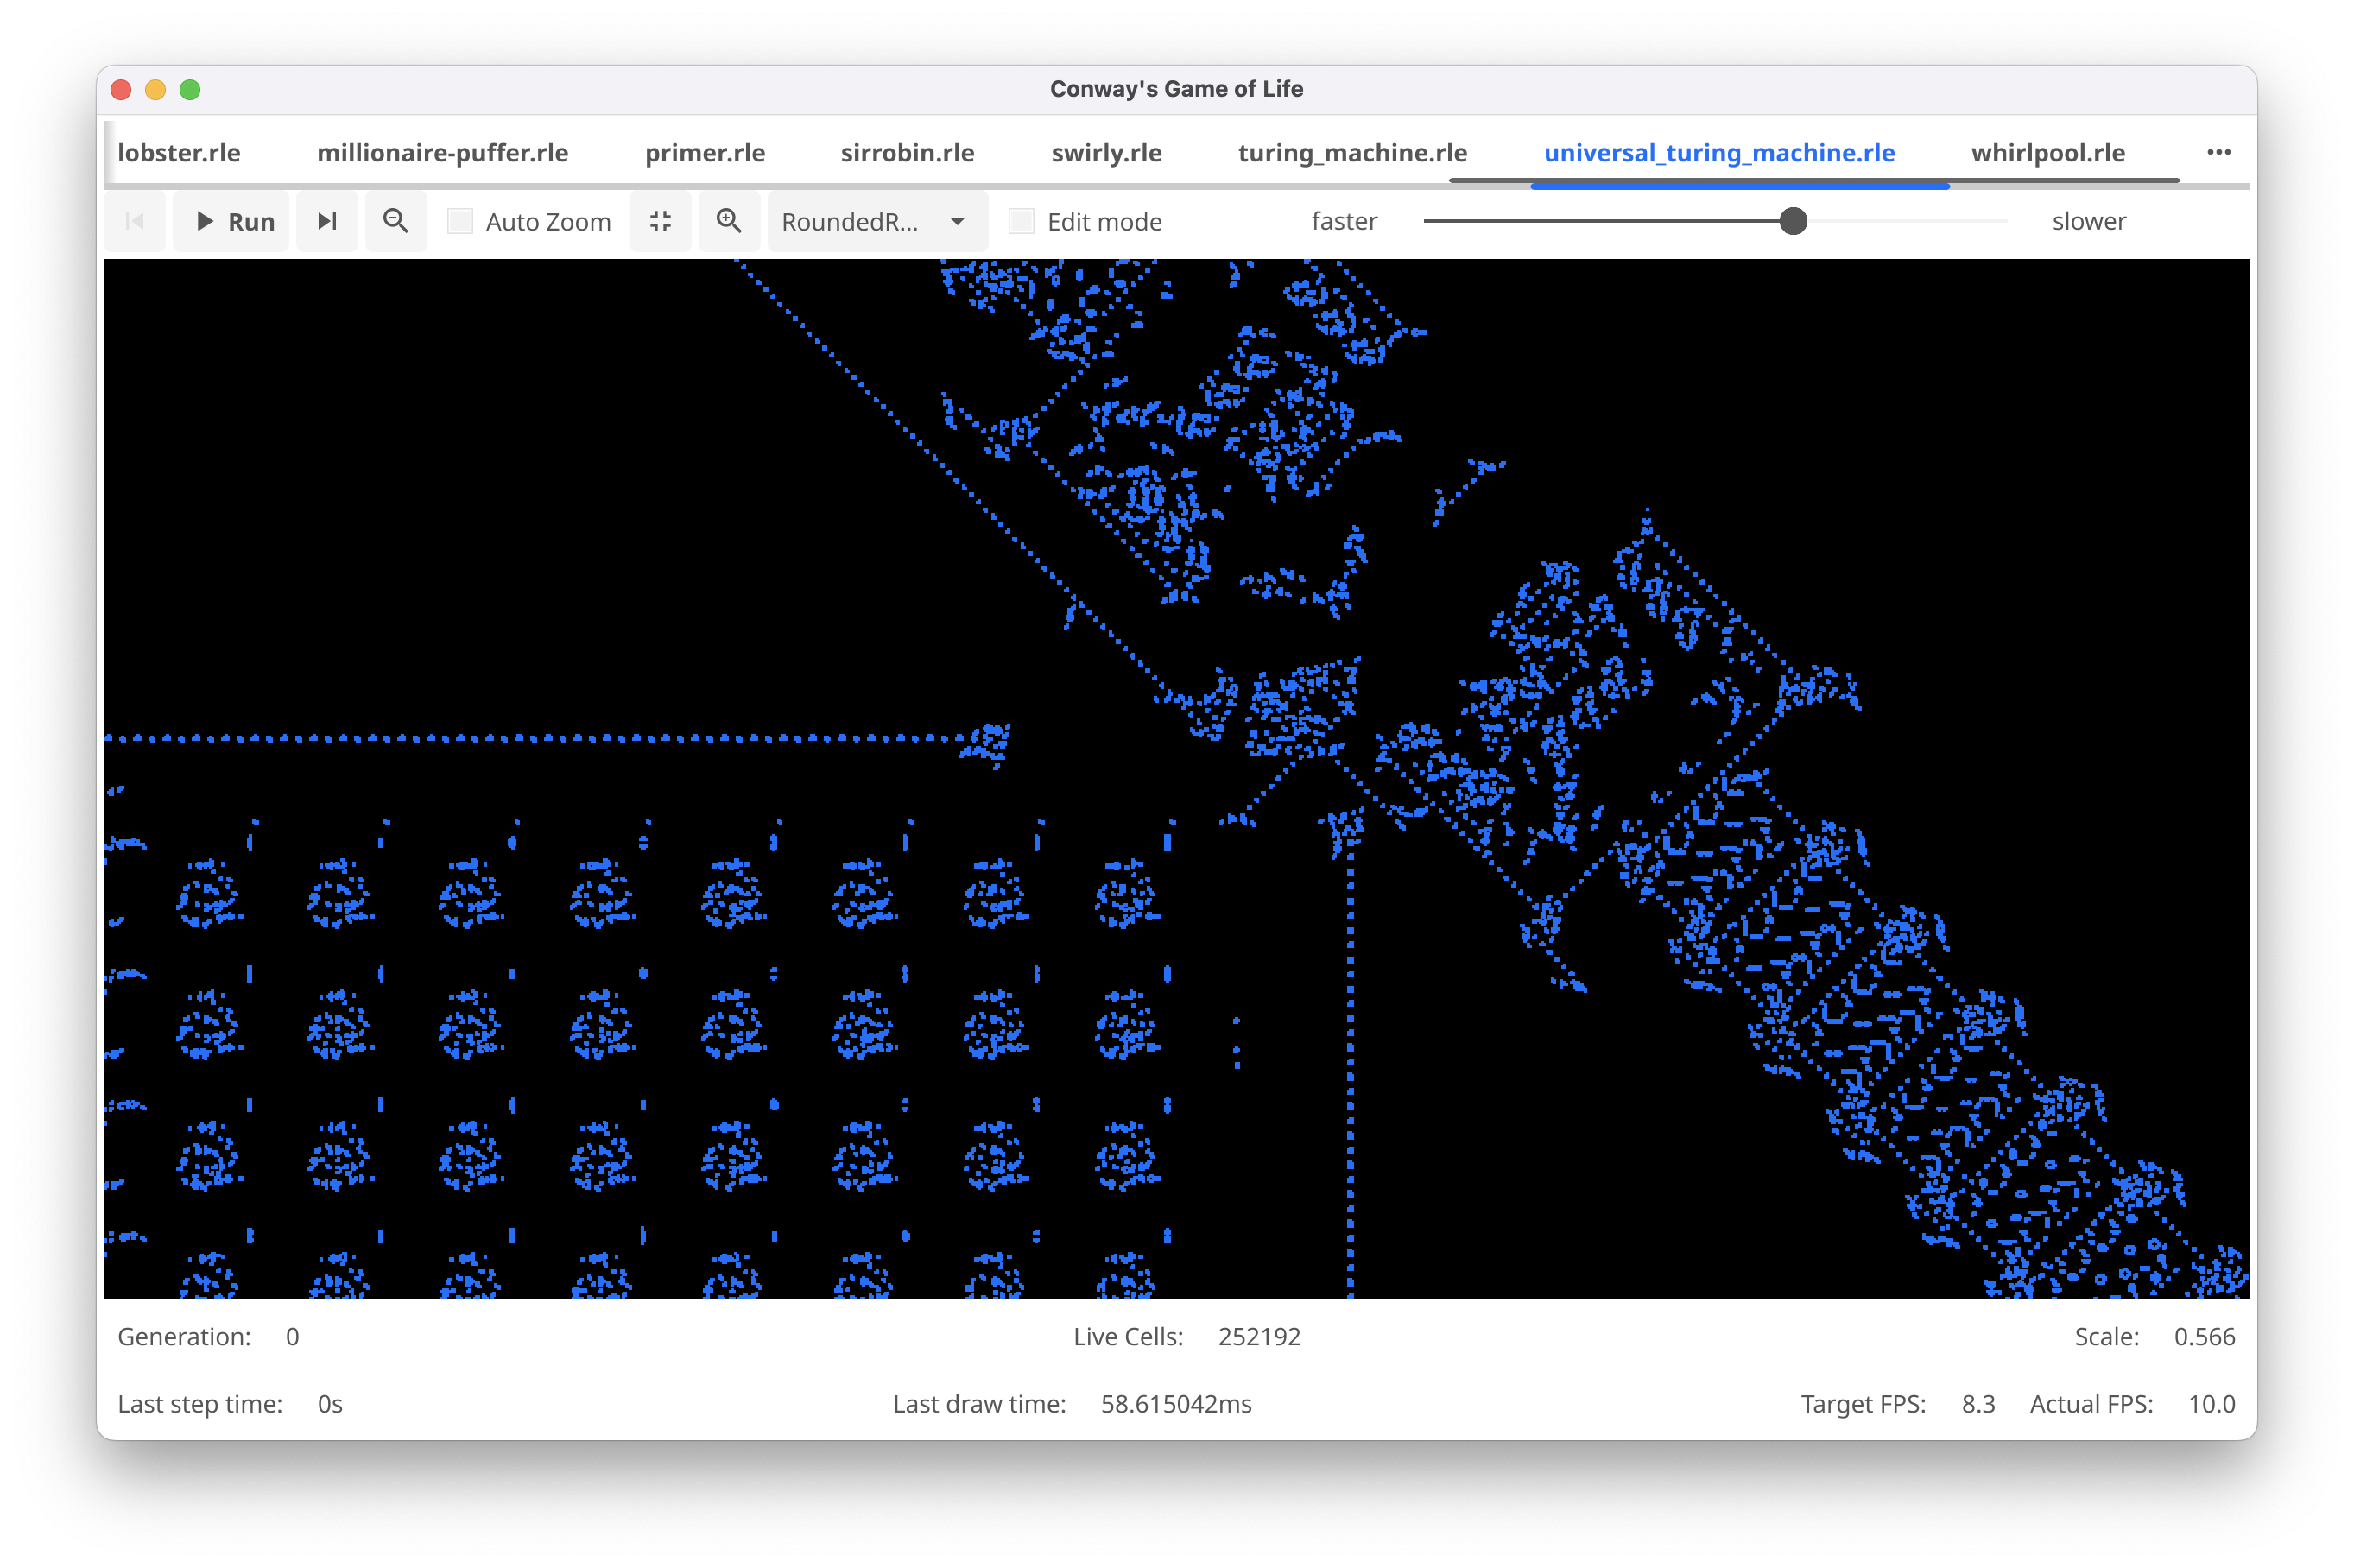 Conway's Game of Life
lobster.rle millionaire-puffer.rle primer.rle sirrobin.rle swirly.rle turing_machine.rle universal_turing_machine.rle whirlpool.rle
Run Auto Zoom RoundedR... Edit mode faster slower
Generation: 0 Live Cells: 252192 Scale: 0.566
Last step time: 0s Last draw time: 58.615042ms Target FPS: 8.3 Actual FPS: 10.0